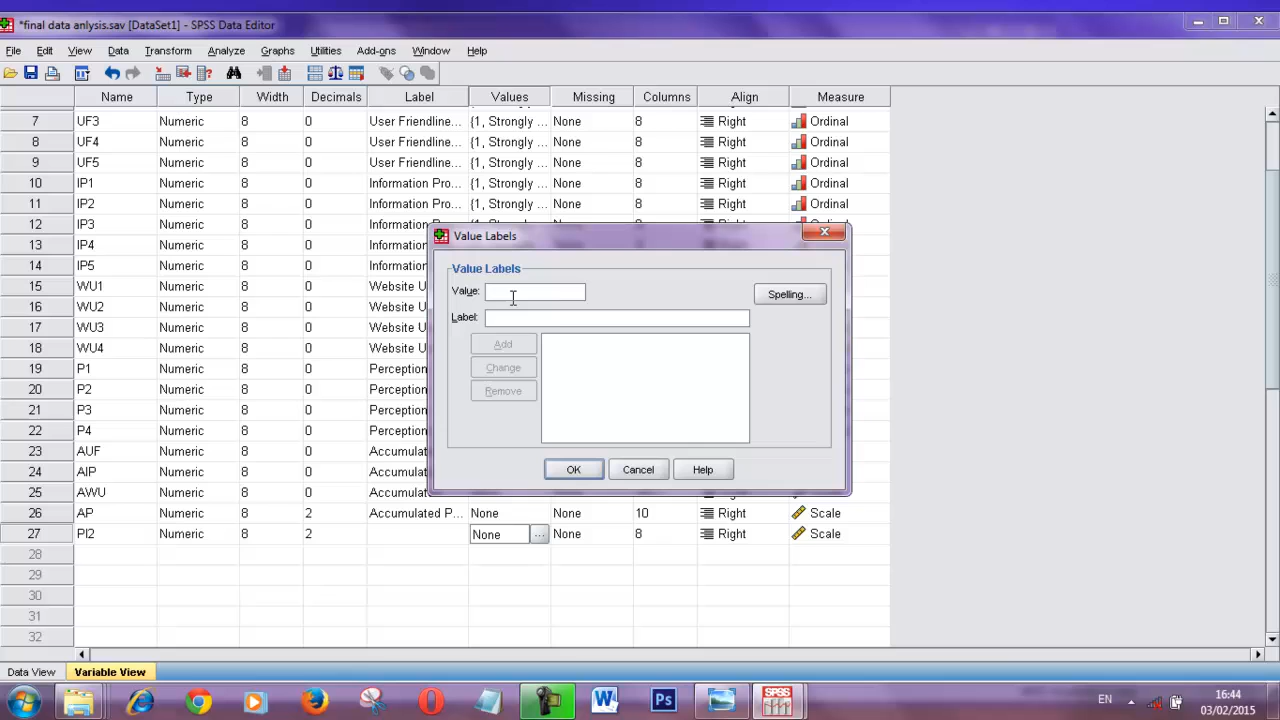 *final data anlysis.sav [DataSet1] - SPSS Data Editor
File Edit View Data Transform Analyze Graphs Utilities Add-ons Window Help
Name Type Width Decimals Label Values Missing Columns Align Measure
7 UF3 Numeric 8 0 User Friendline... {1, Strongly ... None 8 Right Ordinal
8 UF4 Numeric 8 0 User Friendline... {1, Strongly ... None 8 Right Ordinal
9 UF5 Numeric 8 0 User Friendline... {1, Strongly ... None 8 Right Ordinal
10 IP1 Numeric 8 0 Information Pro... {1, Strongly ... None 8 Right Ordinal
11 IP2 Numeric 8 0 Information Pro... {1, Strongly ... None 8 Right Ordinal
12 IP3 Numeric 8 0 Information Pro... {1, Strongly ... None 8 Right Ordinal
13 IP4 Numeric 8 0 Information
14 IP5 Numeric 8 0 Information
15 WU1 Numeric 8 0 Website U
16 WU2 Numeric 8 0 Website U
17 WU3 Numeric 8 0 Website U
18 WU4 Numeric 8 0 Website U
19 P1 Numeric 8 0 Perception
20 P2 Numeric 8 0 Perception
21 P3 Numeric 8 0 Perception
22 P4 Numeric 8 0 Perception
23 AUF Numeric 8 0 Accumulat
24 AIP Numeric 8 0 Accumulat
25 AWU Numeric 8 0 Accumulat
26 AP Numeric 8 2 Accumulated P... None None 10 Right Scale
27 PI2 Numeric 8 2 None ... None 8 Right Scale
28
29
30
31
32
Value Labels
Value Labels
Value:
Spelling...
Label:
Add
Change
Remove
OK Cancel Help
Data View Variable View
EN 16:44
03/02/2015
W Ps SPSS